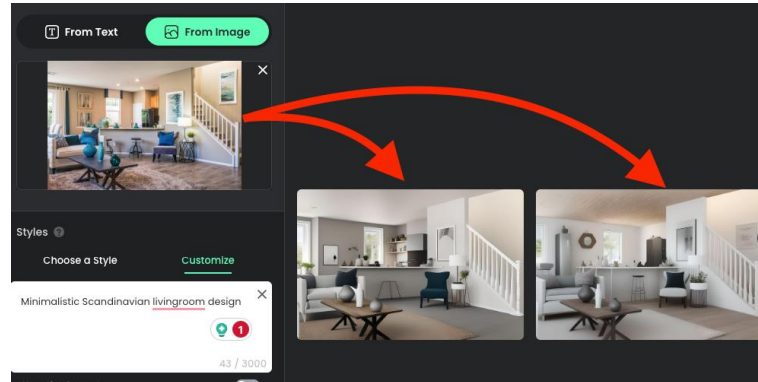 From Text
From Image
Styles
Choose a Style
Customize
Minimalistic Scandinavian livingroom design
1
43 / 3000